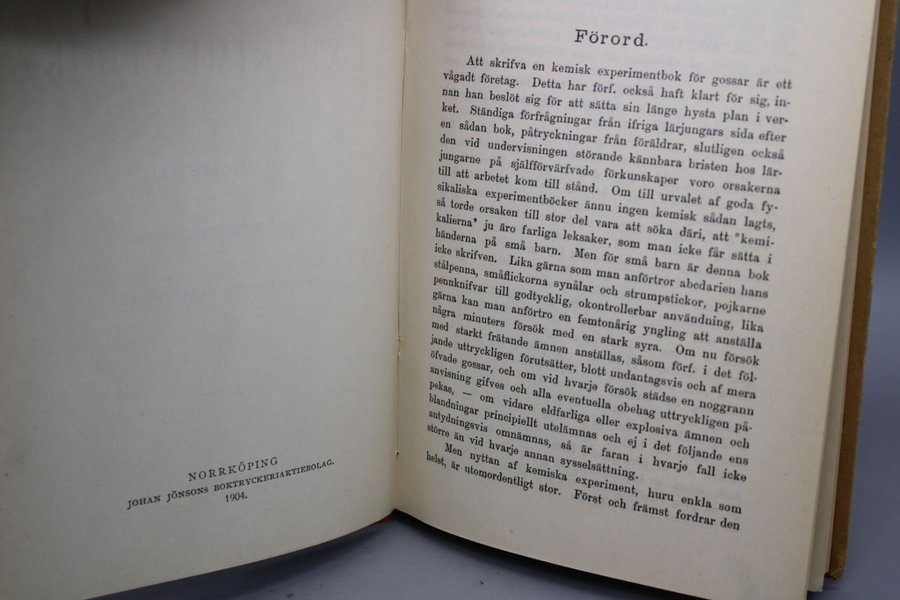 NORRKÖPING
JOHAN JÖNSONS BOKTRYCKERIAKTIEBOLAG.
1904.
Förord.
Att skrifva en kemisk experimentbok för gossar är ett
vågadt företag. Detta har förf. också haft klart för sig, in-
nan han beslöt sig för att sätta sin länge hysta plan i ver-
ket. Ständiga förfrågningar från ifriga lärjungars sida efter
en sådan bok, påtryckningar från föräldrar, slutligen också
den vid undervisningen störande kännbara bristen hos lär-
jungarne på själfförvärfvade förkunskaper voro orsakerna
till att arbetet kom till stånd. Om till urvalet af goda fy-
sikaliska experimentböcker ännu ingen kemisk sådan lagts,
så torde orsaken till stor del vara att söka däri, att "kemi-
kalierna" ju äro farliga leksaker, som man icke får sätta i
händerna på små barn. Men för små barn är denna bok
icke skrifven. Lika gärna som man anförtror abcdarien hans
stålpenna, småflickorna synålar och strumpstickor, pojkarne
pennknifvar till godtycklig, okontrollerbar användning, lika
gärna kan man anförtro en femtonårig yngling att anställa
några minuters försök med en stark syra. Om nu försök
med starkt frätande ämnen anställas, såsom förf. i det föl-
jande uttryckligen förutsätter, blott undantagsvis och af mera
öfvade gossar, och om vid hvarje försök städse en noggrann
anvisning gifves och alla eventuella obehag uttryckligen på-
pekas, — om vidare eldfarliga eller explosiva ämnen och
blandningar principiellt utelämnas och ej i det följande ens
antydningsvis omnämnas, så är faran i hvarje fall icke
större än vid hvarje annan sysselsättning.
Men nyttan af kemiska experiment, huru enkla som
helst, är utomordentligt stor. Först och främst fordrar den